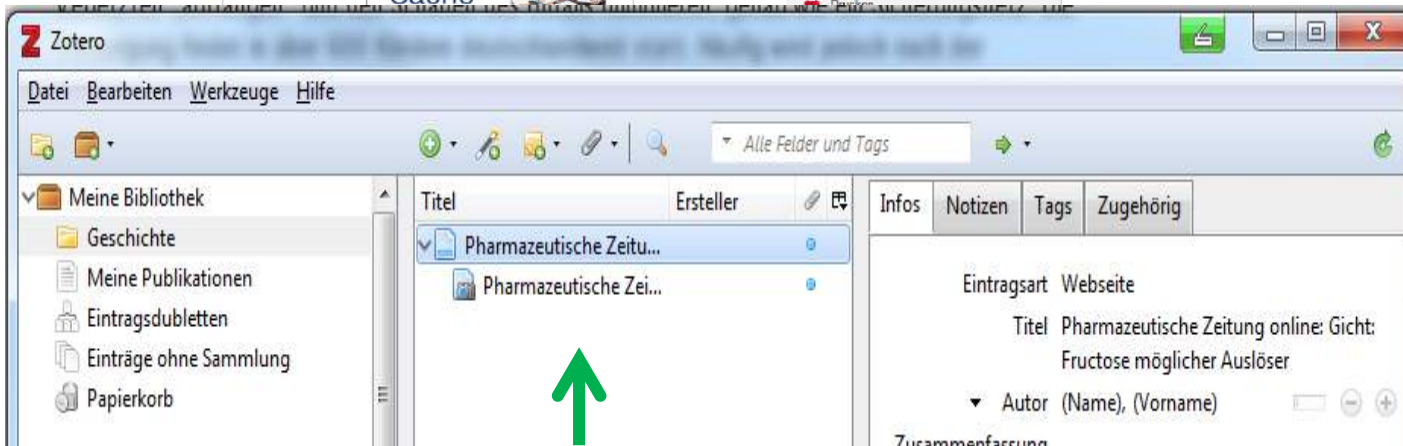 Zotero
Datei Bearbeiten Werkzeuge Hilfe
Alle Felder und Tags
Meine Bibliothek
Geschichte
Meine Publikationen
Eintragsdubletten
Einträge ohne Sammlung
Papierkorb
Titel Ersteller
Pharmazeutische Zeitu...
Pharmazeutische Zei...
Infos Notizen Tags Zugehörig
Eintragsart Webseite
Titel Pharmazeutische Zeitung online: Gicht:
Fructose möglicher Auslöser
Autor (Name), (Vorname)
Zusammenfassung